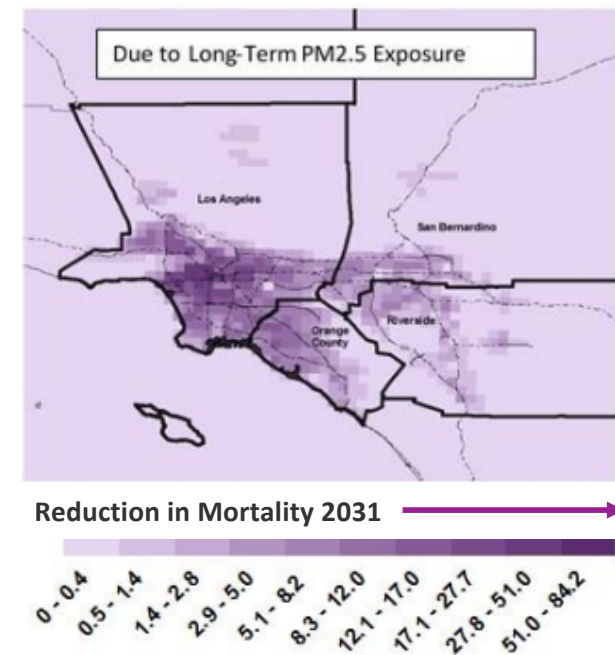 Due to Long-Term PM2.5 Exposure
Los Angeles
San Bernardino
Riverside
Orange
County
Reduction in Mortality 2031
0 - 0.4
0.5 - 1.4
1.4 - 2.8
2.9 - 5.0
5.1 - 8.2
8.3 - 12.0
12.1 - 17.0
17.1 - 27.7
27.8 - 51.0
51.0 - 84.2